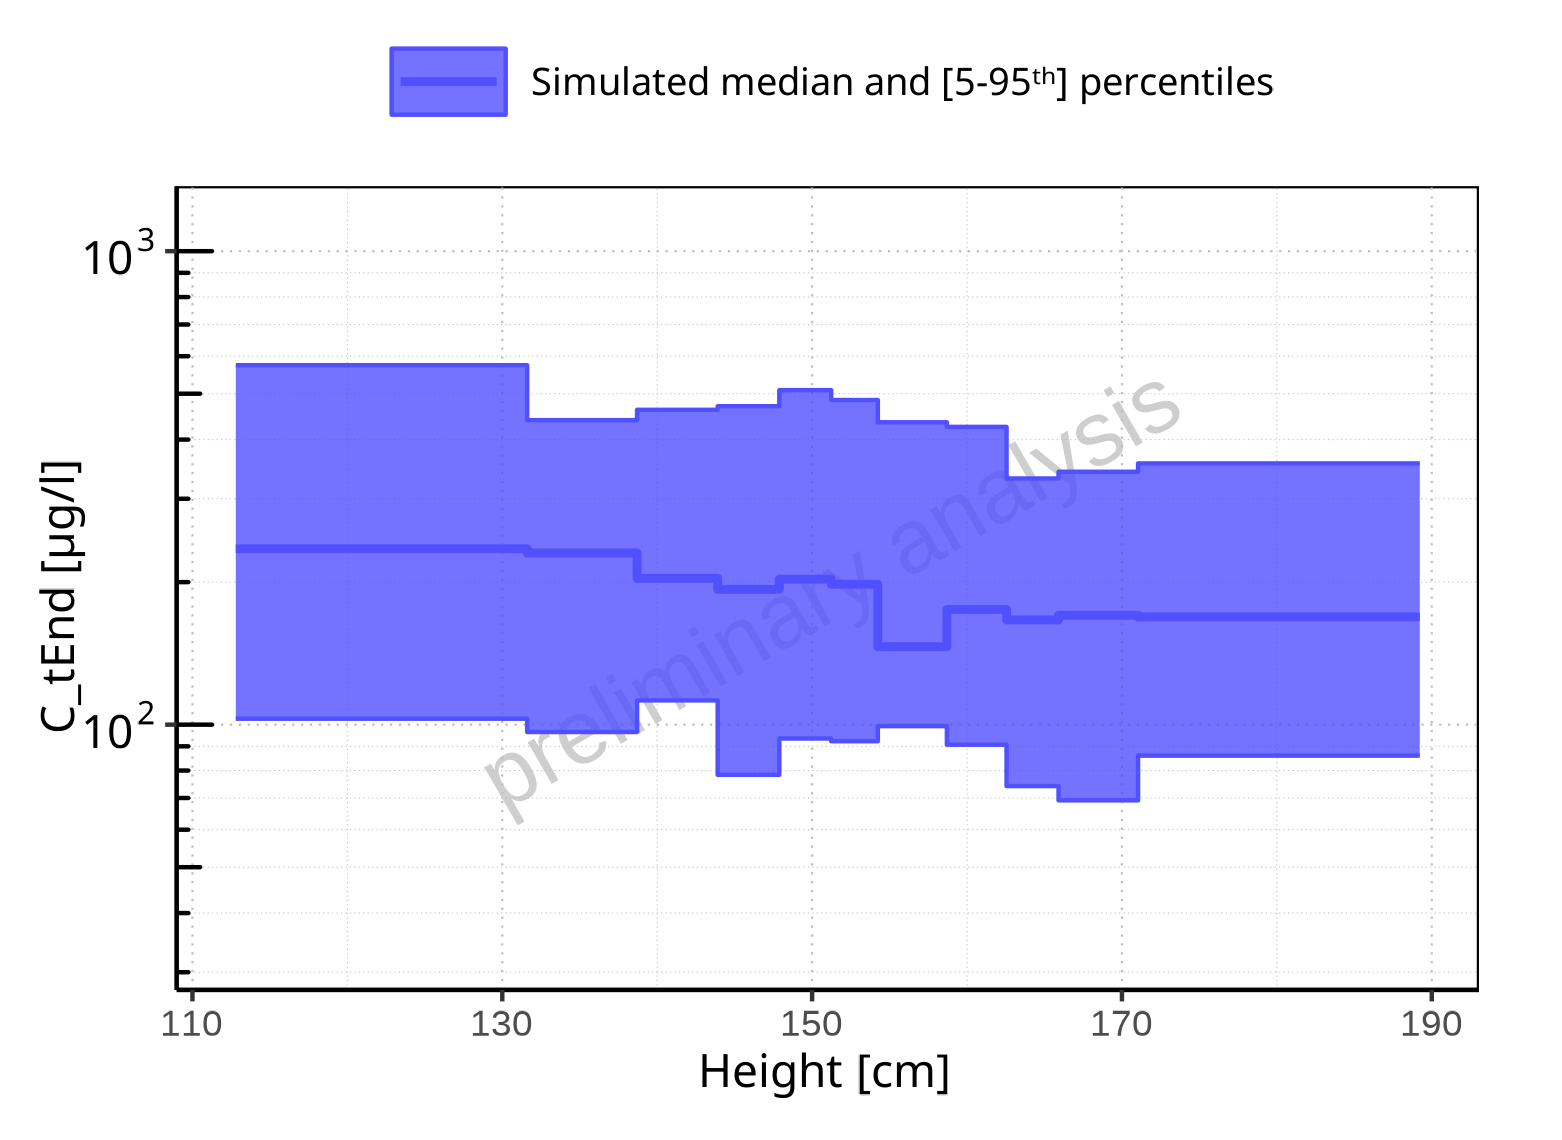 Simulated median and [5-95ᵗʰ] percentiles
10³
10²
C_tEnd [µg/l]
preliminary analysis
110 130 150 170 190
Height [cm]